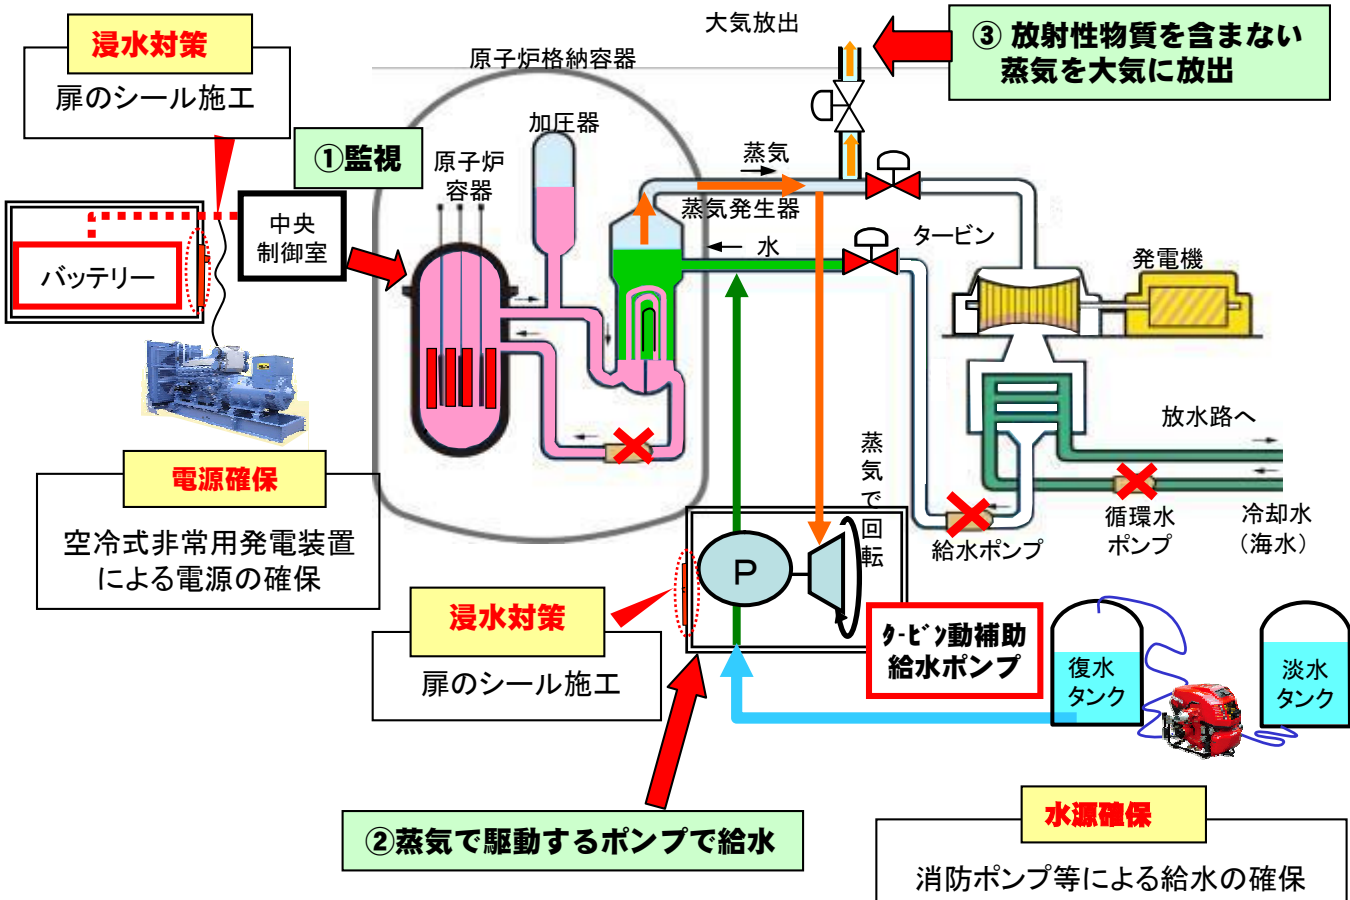 浸水対策
扉のシール施工
①監視
原子炉格納容器
大気放出
③ 放射性物質を含まない
蒸気を大気に放出
加圧器
原子炉
容器
蒸気
蒸気発生器
水
タービン
発電機
中央
制御室
バッテリー
電源確保
空冷式非常用発電装置
による電源の確保
放水路へ
蒸気で回転
給水ポンプ
循環水
ポンプ
冷却水
（海水）
P
浸水対策
扉のシール施工
ﾀｰﾋﾞﾝ動補助
給水ポンプ
復水
タンク
淡水
タンク
②蒸気で駆動するポンプで給水
水源確保
消防ポンプ等による給水の確保